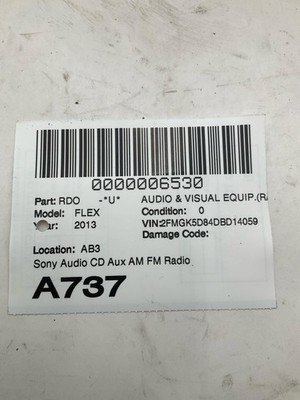 0000006530
Part: RDO -*U* AUDIO & VISUAL EQUIP.(RA
Model: FLEX Condition: 0
ar: 2013 VIN:2FMGK5D84DBD14059
Damage Code:
Location: AB3
Sony Audio CD Aux AM FM Radio
A737